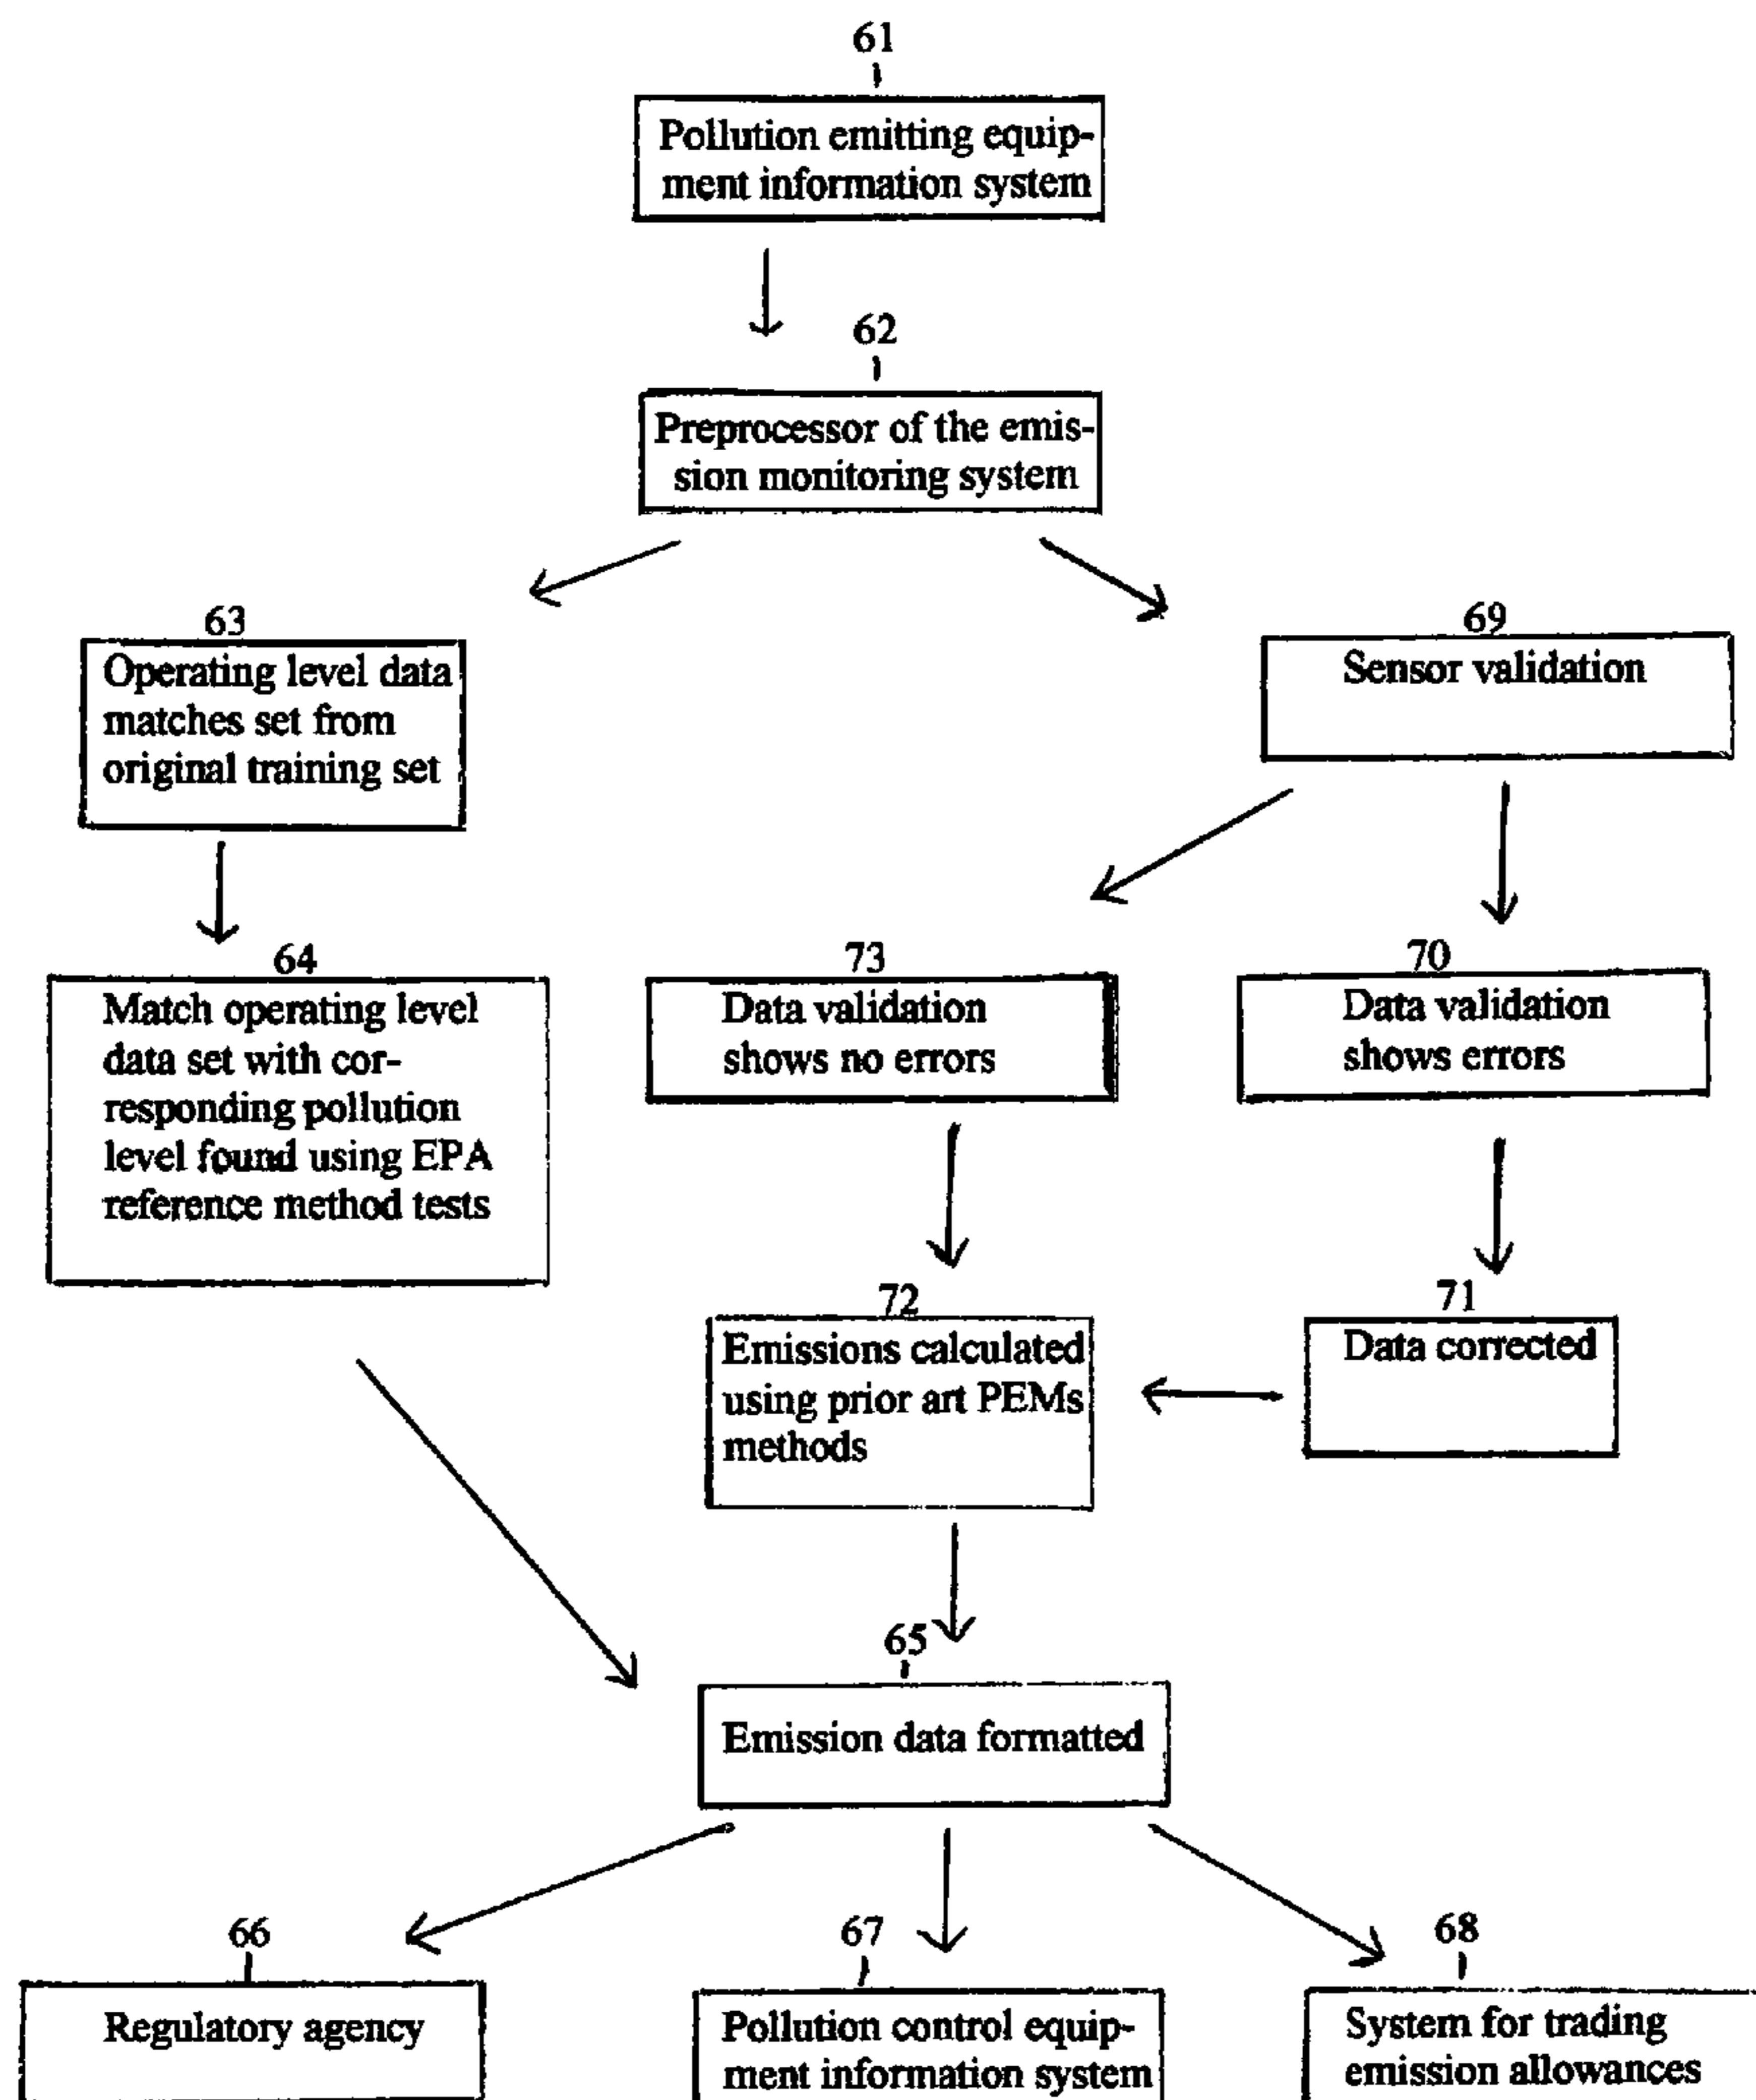 61
Pollution emitting equip-
ment information system
62
Preprocessor of the emis-
sion monitoring system
63
Operating level data
matches set from
original training set
69
Sensor validation
64
Match operating level
data set with cor-
responding pollution
level found using EPA
reference method tests
73
Data validation
shows no errors
70
Data validation
shows errors
72
Emissions calculated
using prior art PEMs
methods
71
Data corrected
65
Emission data formatted
66
Regulatory agency
67
Pollution control equip-
ment information system
68
System for trading
emission allowances